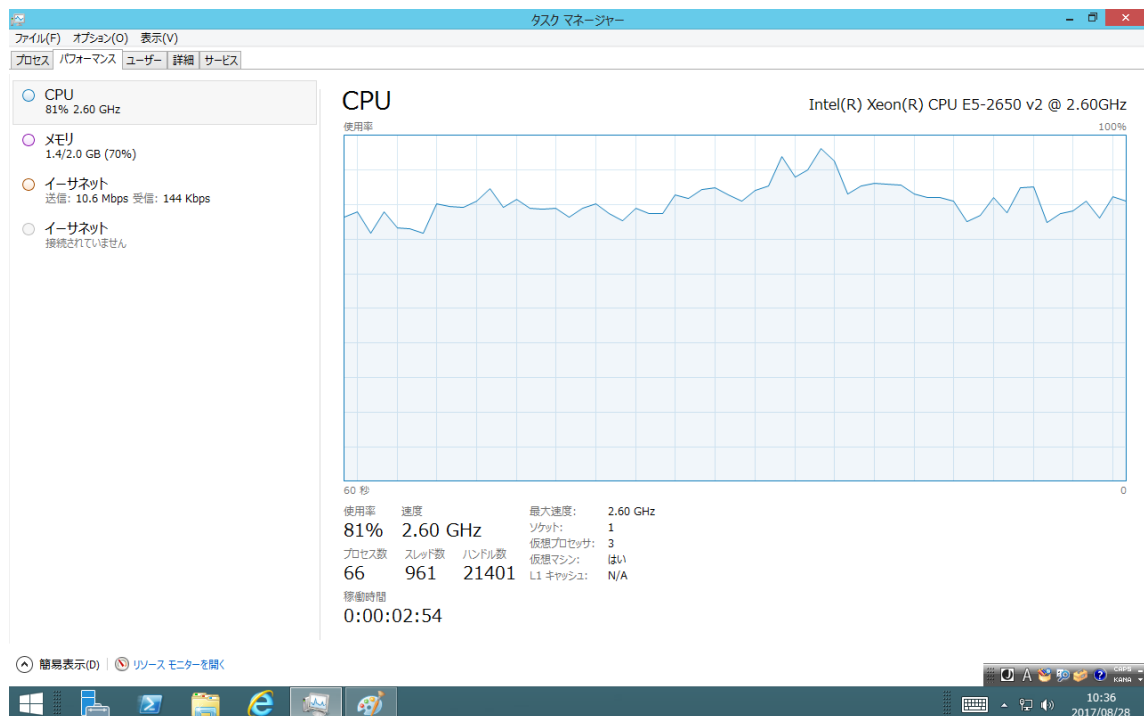 タスク マネージャー
ファイル(F) オプション(O) 表示(V)
プロセス パフォーマンス ユーザー 詳細 サービス
CPU
81% 2.60 GHz
メモリ
1.4/2.0 GB (70%)
イーサネット
送信: 10.6 Mbps 受信: 144 Kbps
イーサネット
接続されていません
CPU
Intel(R) Xeon(R) CPU E5-2650 v2 @ 2.60GHz
使用率 100%
60 秒 0
使用率 速度
81% 2.60 GHz
プロセス数 スレッド数 ハンドル数
66 961 21401
稼働時間
0:00:02:54
最大速度: 2.60 GHz
ソケット: 1
仮想プロセッサ: 3
仮想マシン: はい
L1 キャッシュ: N/A
簡易表示(D) リソース モニターを開く
A CAPS
KANA
10:36
2017/08/28